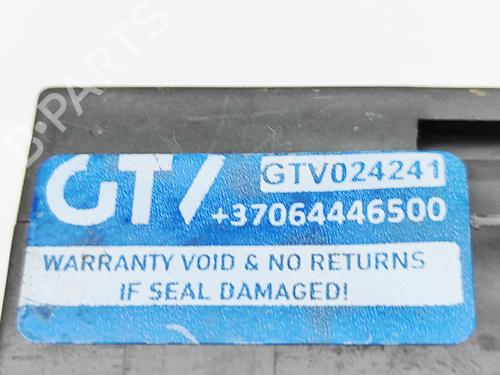 GTV
GTV024241
+37064446500
WARRANTY VOID & NO RETURNS
IF SEAL DAMAGED!
B-PARTS